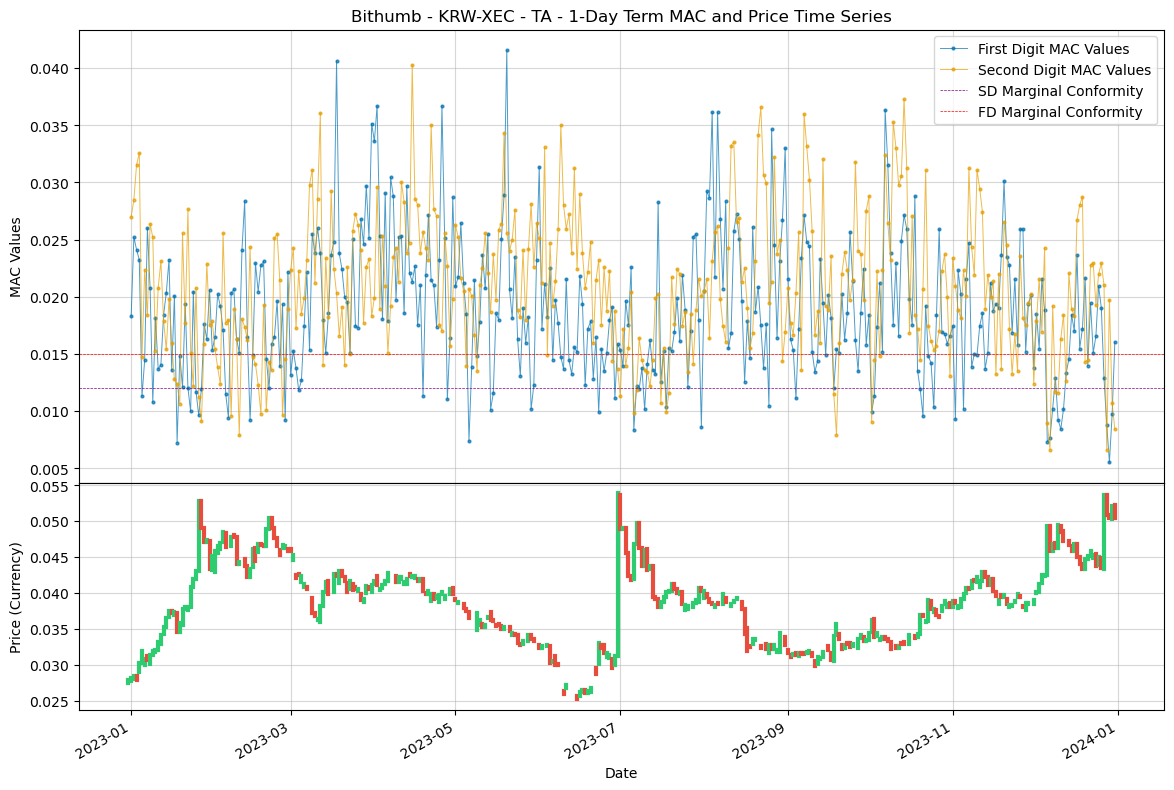 Bithumb - KRW-XEC - TA - 1-Day Term MAC and Price Time Series
First Digit MAC Values
Second Digit MAC Values
SD Marginal Conformity
FD Marginal Conformity
MAC Values
0.040
0.035
0.030
0.025
0.020
0.015
0.010
0.005
Price (Currency)
0.055
0.050
0.045
0.040
0.035
0.030
0.025
2023-01
2023-03
2023-05
2023-07
2023-09
2023-11
2024-01
Date